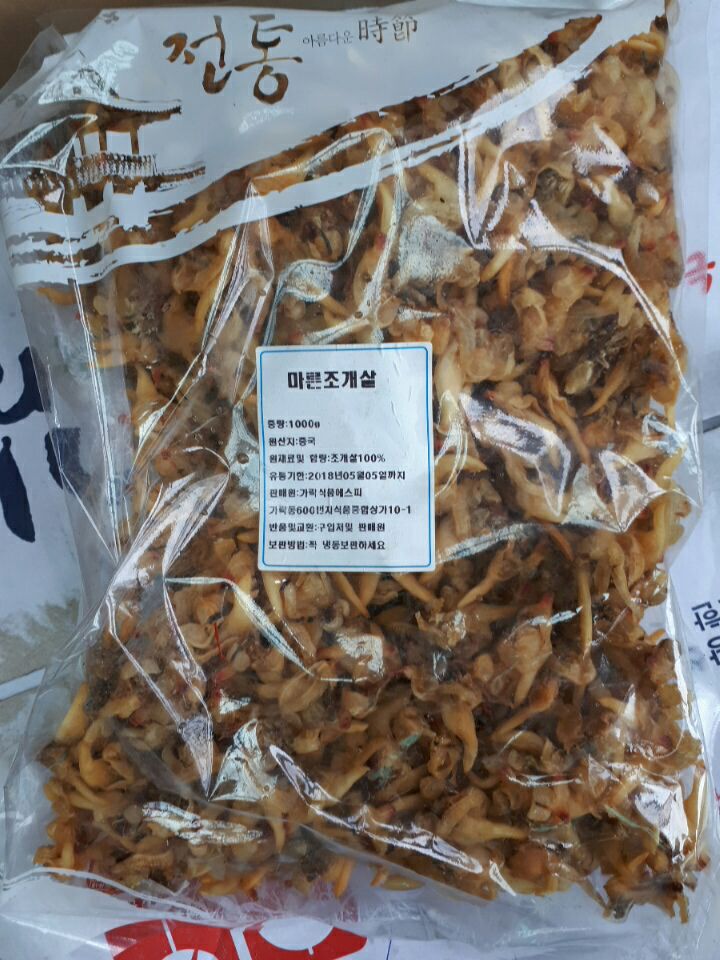 전통 아름다운 時節
마른조개살
중량:1000g
원산지:중국
원재료및 함량:조개살100%
유통기한:2018년05월05일까지
판매원:가락식품에스피
가락동600번지식품종합상가10-1
반품및교환:구입처및 판매원
보관방법:꼭 냉동보관하세요